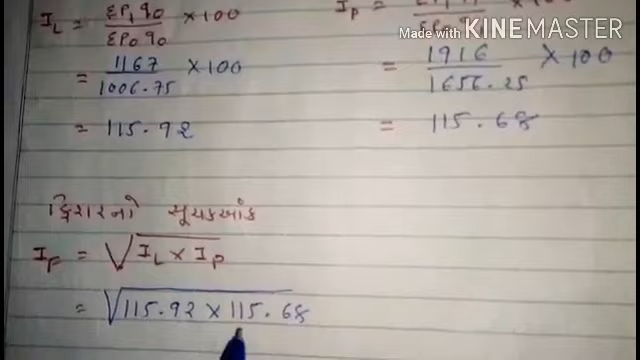 I_L = Σp₁q₀/Σp₀q₀ × 100
I_P =
× 100
Made with KINEMASTER
= 1167/1006.75 × 100
= 1916/1656.25 × 100
= 115.92
= 115.68
ફિશરનો સૂચકઆંક
I_F = √(I_L × I_P)
= √(115.92 × 115.68)